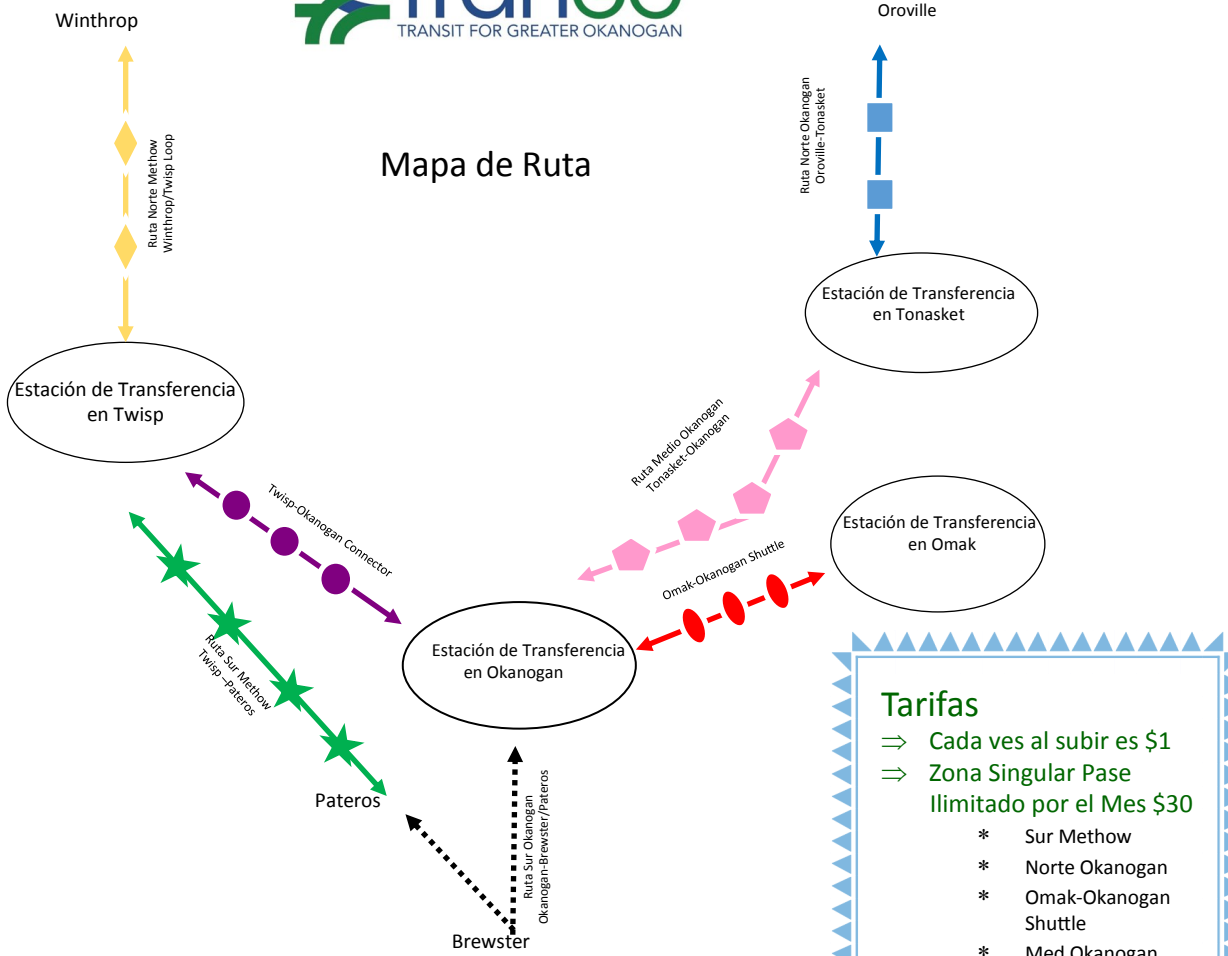 Winthrop
Oroville
TRANSIT FOR GREATER OKANOGAN
Mapa de Ruta
Ruta Norte Methow
Winthrop/Twisp Loop
Ruta Norte Okanogan
Oroville-Tonasket
Estación de Transferencia
en Tonasket
Estación de Transferencia
en Twisp
Ruta Medio Okanogan
Tonasket-Okanogan
Twisp-Okanogan Connector
Estación de Transferencia
en Omak
Omak-Okanogan Shuttle
Ruta Sur Methow
Twisp –Pateros
Estación de Transferencia
en Okanogan
Pateros
Ruta Sur Okanogan
Okanogan-Brewster/Pateros
Brewster
Tarifas
⇒ Cada ves al subir es $1
⇒ Zona Singular Pase
Ilimitado por el Mes $30
* Sur Methow
* Norte Okanogan
* Omak-Okanogan
Shuttle
* Med Okanogan